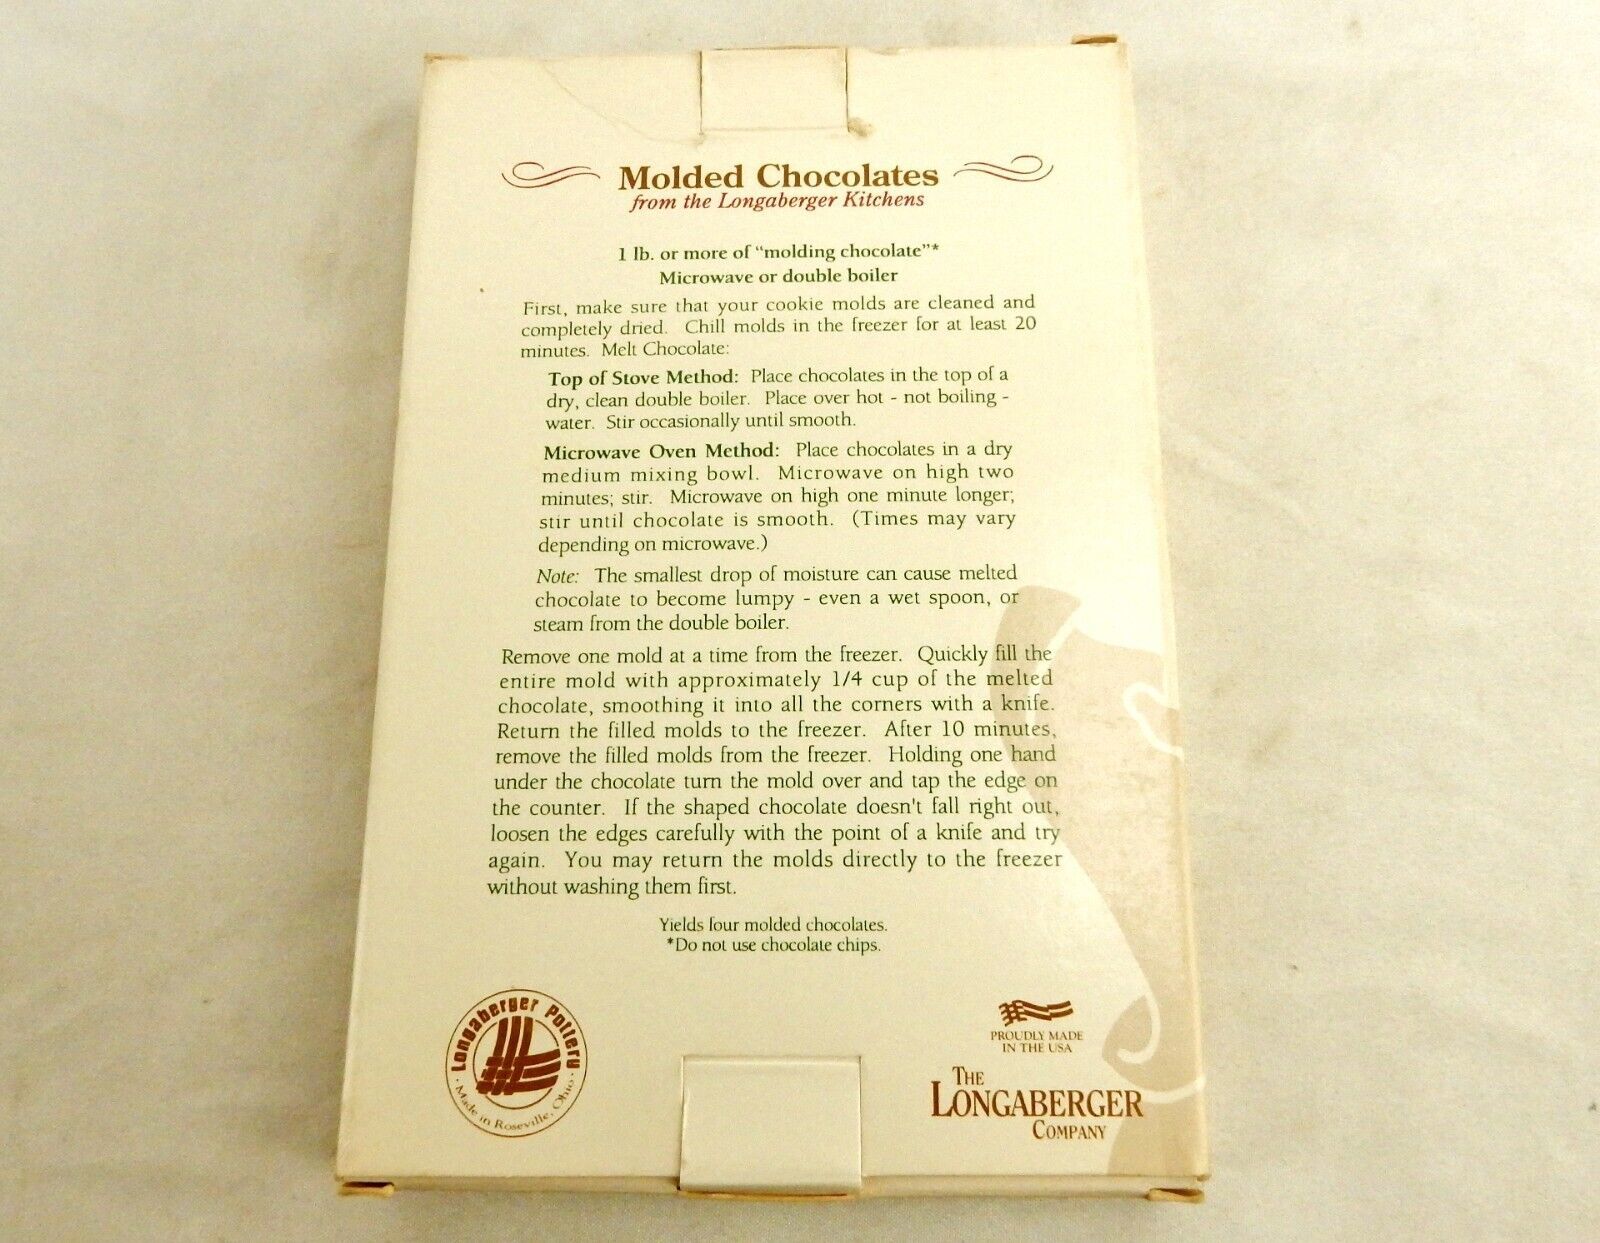 Molded Chocolates
from the Longaberger Kitchens
1 lb. or more of "molding chocolate"*
Microwave or double boiler
First, make sure that your cookie molds are cleaned and
completely dried. Chill molds in the freezer for at least 20
minutes. Melt Chocolate:
Top of Stove Method: Place chocolates in the top of a
dry, clean double boiler. Place over hot - not boiling -
water. Stir occasionally until smooth.
Microwave Oven Method: Place chocolates in a dry
medium mixing bowl. Microwave on high two
minutes; stir. Microwave on high one minute longer;
stir until chocolate is smooth. (Times may vary
depending on microwave.)
Note: The smallest drop of moisture can cause melted
chocolate to become lumpy - even a wet spoon, or
steam from the double boiler.
Remove one mold at a time from the freezer. Quickly fill the
entire mold with approximately 1/4 cup of the melted
chocolate, smoothing it into all the corners with a knife.
Return the filled molds to the freezer. After 10 minutes,
remove the filled molds from the freezer. Holding one hand
under the chocolate turn the mold over and tap the edge on
the counter. If the shaped chocolate doesn't fall right out,
loosen the edges carefully with the point of a knife and try
again. You may return the molds directly to the freezer
without washing them first.
Yields four molded chocolates.
*Do not use chocolate chips.
Longaberger Pottery
· Made in Roseville, Ohio ·
PROUDLY MADE
IN THE USA
THE
LONGABERGER
COMPANY